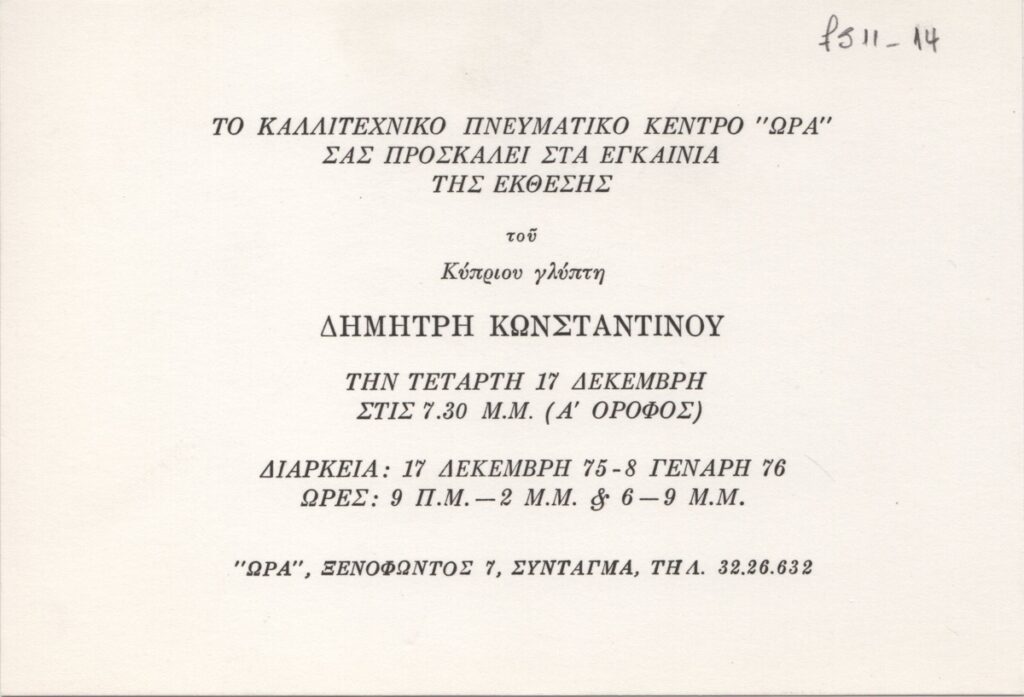 fS11-14
ΤΟ ΚΑΛΛΙΤΕΧΝΙΚΟ ΠΝΕΥΜΑΤΙΚΟ ΚΕΝΤΡΟ "ΩΡΑ"
ΣΑΣ ΠΡΟΣΚΑΛΕΙ ΣΤΑ ΕΓΚΑΙΝΙΑ
ΤΗΣ ΕΚΘΕΣΗΣ
τοῦ
Κύπριου γλύπτη
ΔΗΜΗΤΡΗ ΚΩΝΣΤΑΝΤΙΝΟΥ
ΤΗΝ ΤΕΤΑΡΤΗ 17 ΔΕΚΕΜΒΡΗ
ΣΤΙΣ 7.30 Μ.Μ. (Α' ΟΡΟΦΟΣ)
ΔΙΑΡΚΕΙΑ: 17 ΔΕΚΕΜΒΡΗ 75-8 ΓΕΝΑΡΗ 76
ΩΡΕΣ: 9 Π.Μ.—2 Μ.Μ. & 6—9 Μ.Μ.
"ΩΡΑ", ΞΕΝΟΦΩΝΤΟΣ 7, ΣΥΝΤΑΓΜΑ, ΤΗΛ. 32.26.632